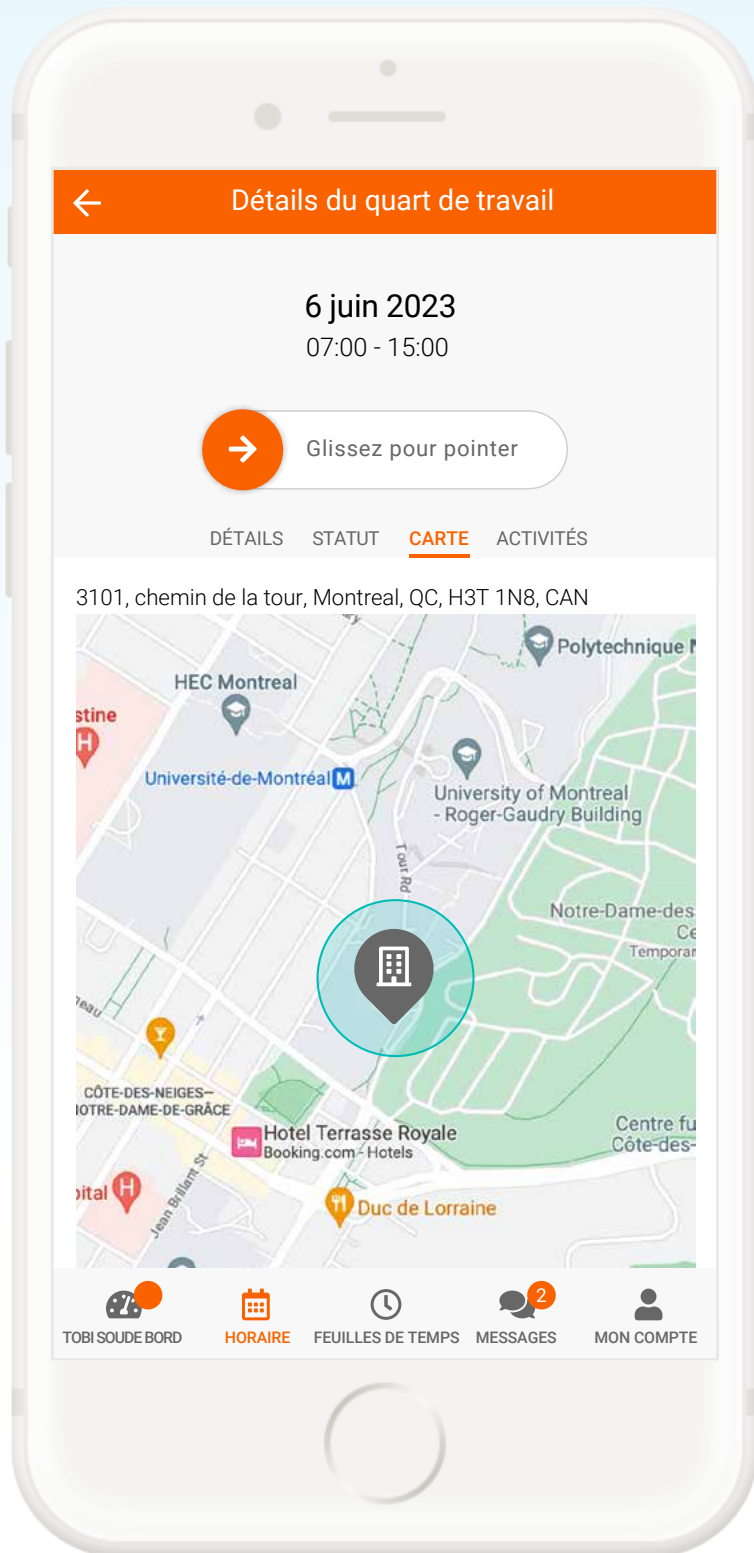 Détails du quart de travail
6 juin 2023
07:00 - 15:00
Glissez pour pointer
DÉTAILS STATUT CARTE ACTIVITÉS
3101, chemin de la tour, Montreal, QC, H3T 1N8, CAN
Polytechnique
HEC Montreal
stine
H
Université-de-Montréal M
University of Montreal
- Roger-Gaudry Building
Tour Rd
Notre-Dame-des
Ce
Temporar
neau
CÔTE-DES-NEIGES–
NOTRE-DAME-DE-GRÂCE
Hotel Terrasse Royale
Booking.com - Hotels
Centre fu
Côte-des-
pital H
Jean Brillant St
Duc de Lorraine
2
TOBI SOUDE BORD HORAIRE FEUILLES DE TEMPS MESSAGES MON COMPTE